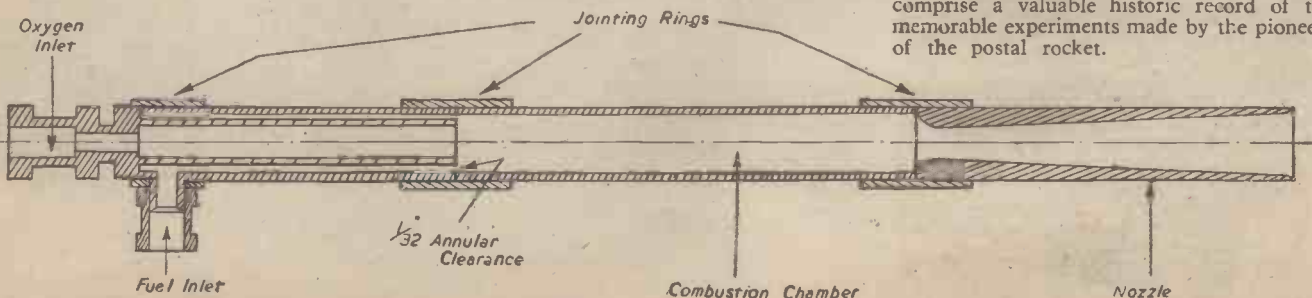 comprise a valuable historic record of
memorable experiments made by the
of the postal rocket.
Jointing Rings
Oxygen
Inlet
1/32" Annular
Clearance
Fuel Inlet
Combustion Chamber
Nozzle